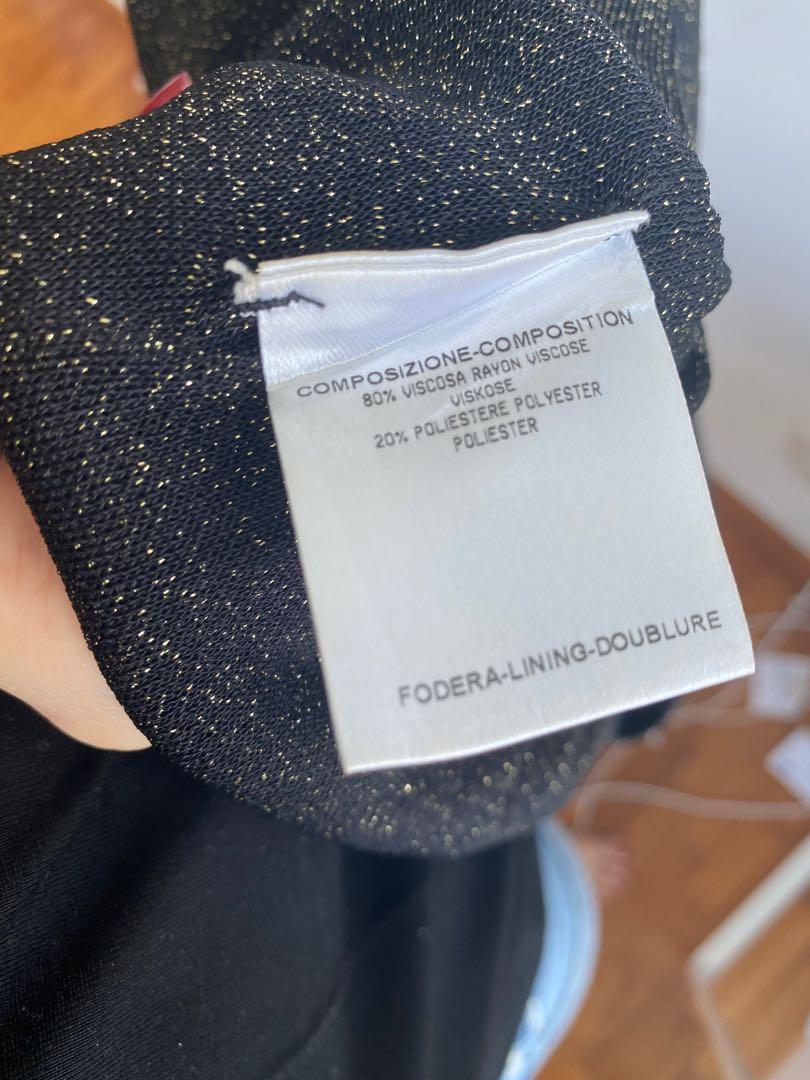 COMPOSIZIONE-COMPOSITION
80% VISCOSA RAYON VISCOSE
VISKOSE
20% POLIESTERE POLYESTER
POLIESTER
FODERA-LINING-DOUBLURE